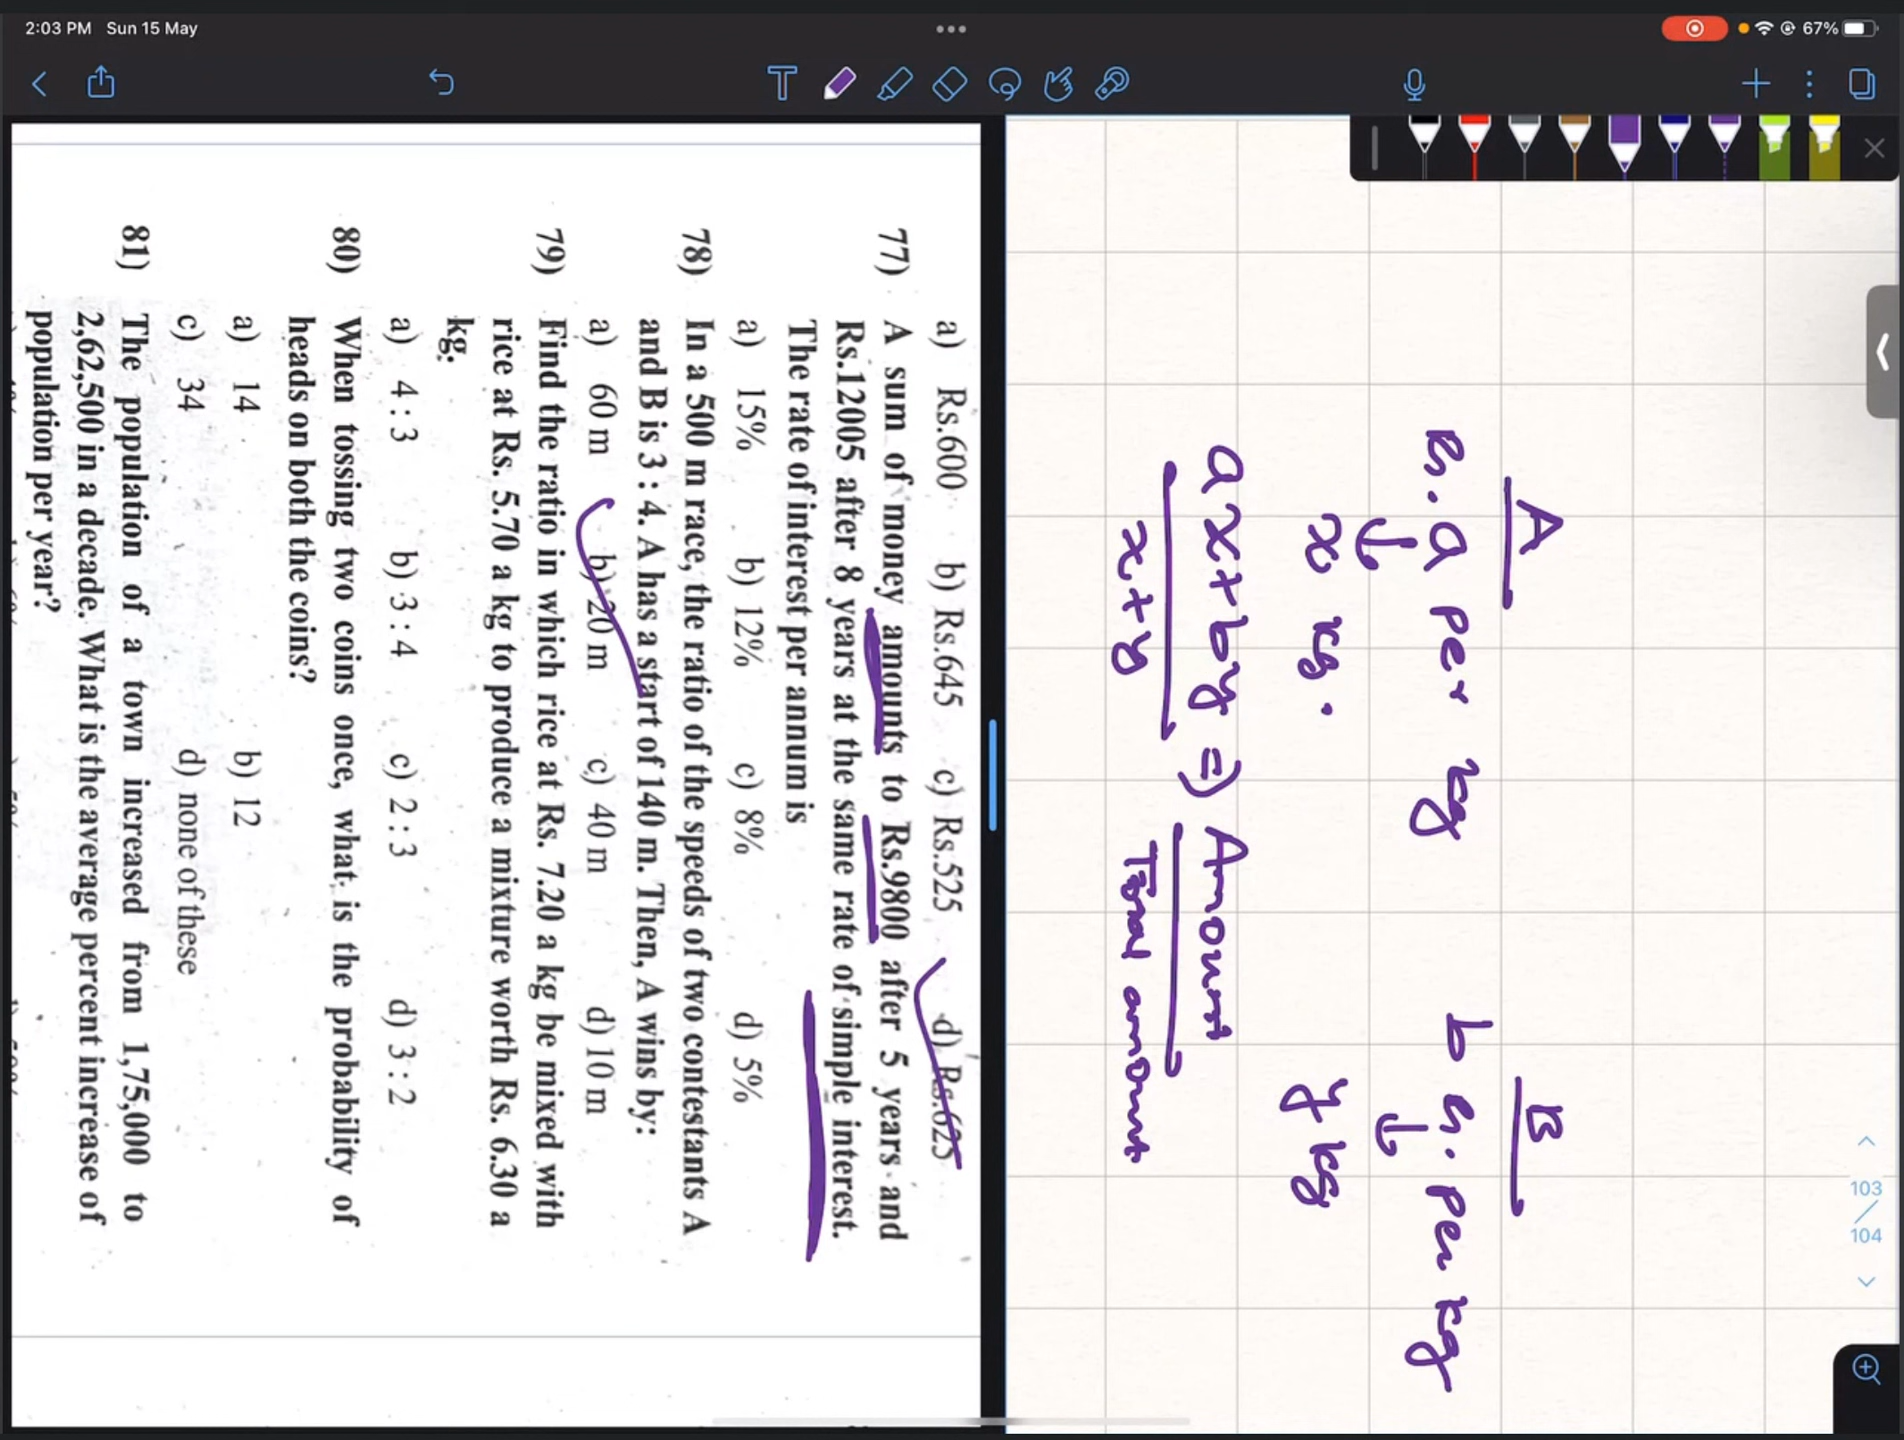 2:03 PM Sun 15 May
67%
a) Rs.600 b) Rs.645 c) Rs.525 d) Rs.625
77) A sum of money amounts to Rs.9800 after 5 years and
Rs.12005 after 8 years at the same rate of simple interest.
The rate of interest per annum is
a) 15% b) 12% c) 8% d) 5%
78) In a 500 m race, the ratio of the speeds of two contestants A
and B is 3 : 4. A has a start of 140 m. Then, A wins by:
a) 60 m b) 20 m c) 40 m d) 10 m
79) Find the ratio in which rice at Rs. 7.20 a kg be mixed with
rice at Rs. 5.70 a kg to produce a mixture worth Rs. 6.30 a
kg.
a) 4 : 3 b) 3 : 4 c) 2 : 3 d) 3 : 2
80) When tossing two coins once, what is the probability of
heads on both the coins?
a) 14 b) 12
c) 34 d) none of these
81) The population of a town increased from 1,75,000 to
2,62,500 in a decade. What is the average percent increase of
population per year?
A B
Rs. a per kg b Rs. per kg
x kg. y kg
ax+by => Amount
x+y Total amount
103
104